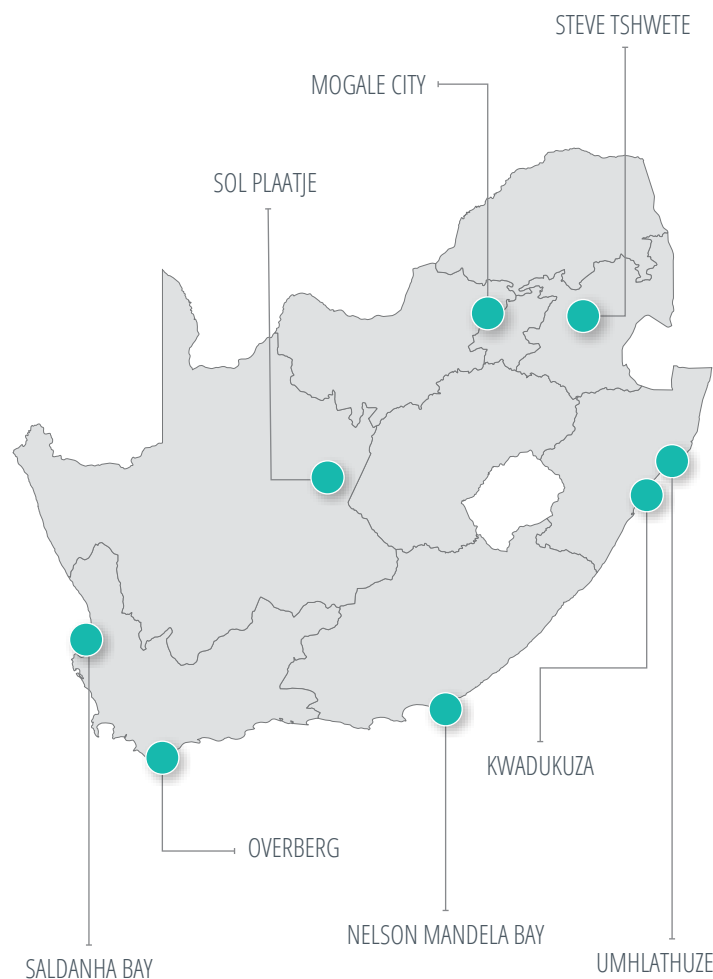 STEVE TSHWETE
MOGALE CITY
SOL PLAATJE
KWADUKUZA
OVERBERG
NELSON MANDELA BAY
UMHLATHUZE
SALDANHA BAY